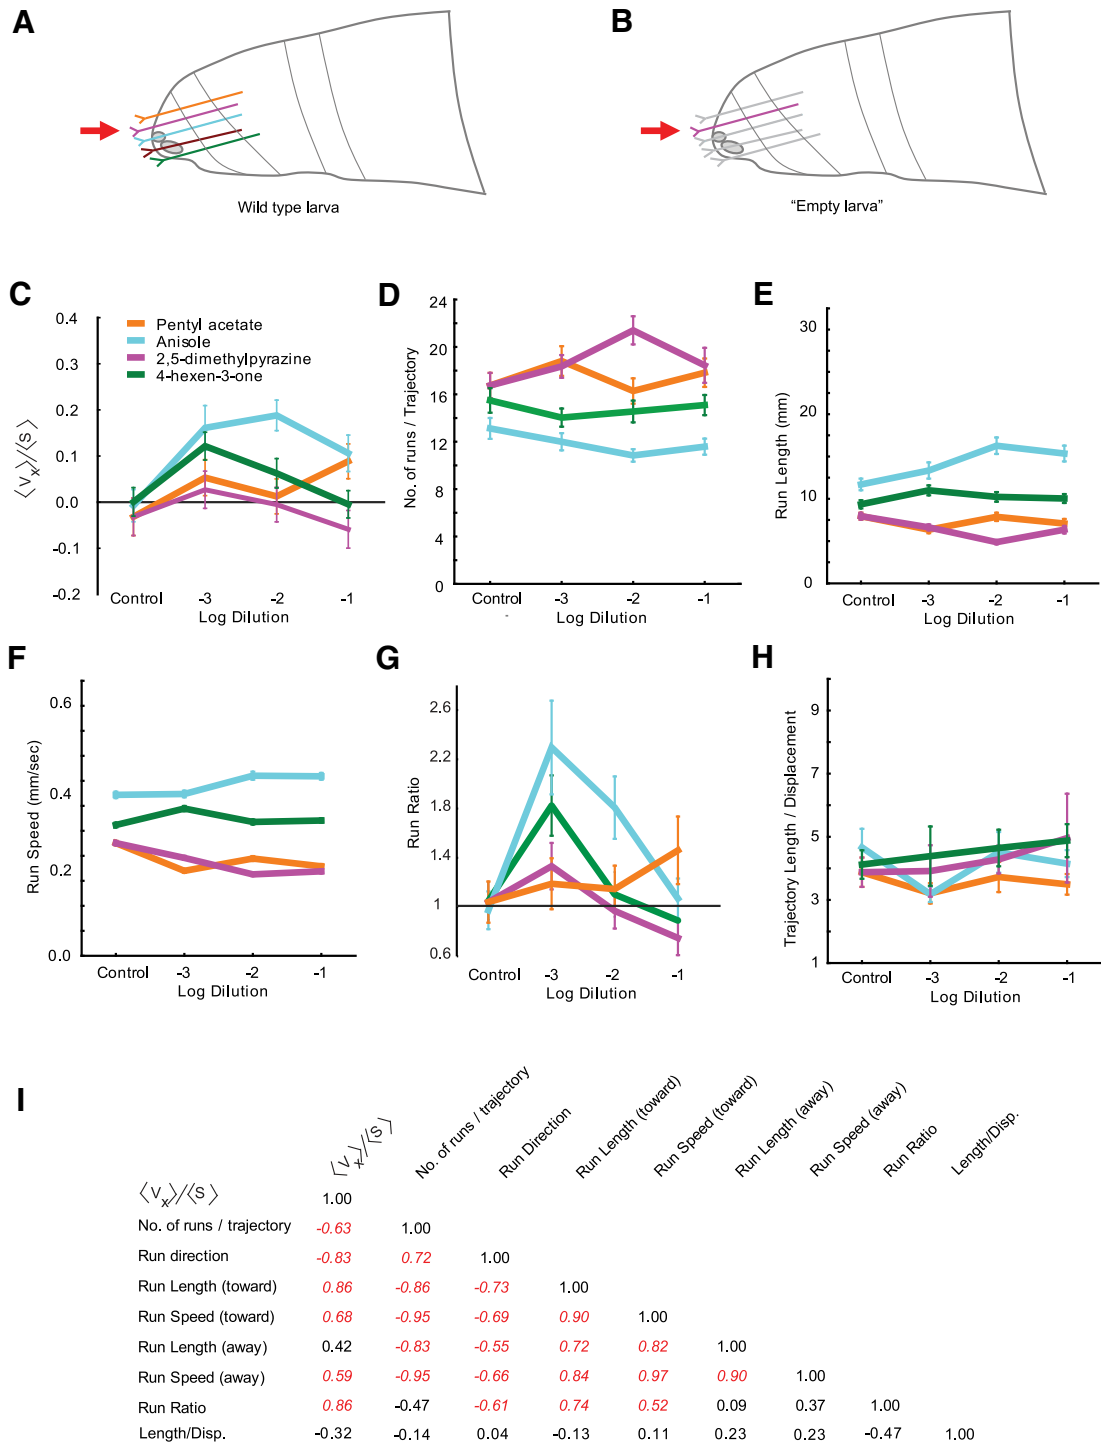 A
B
Wild type larva
"Empty larva"
C
D
E
⟨Vx⟩/⟨S⟩
0.4
0.3
0.2
0.1
0.0
-0.1
-0.2
Pentyl acetate
Anisole
2,5-dimethylpyrazine
4-hexen-3-one
Control -3 -2 -1
Log Dilution
No. of runs / Trajectory
24
20
16
12
8
4
0
Control -3 -2 -1
Log Dilution
Run Length (mm)
30
20
10
0
Control -3 -2 -1
Log Dilution
F
G
H
Run Speed (mm/sec)
0.6
0.4
0.2
0.0
Control -3 -2 -1
Log Dilution
Run Ratio
2.6
2.2
1.8
1.4
1
0.6
Control -3 -2 -1
Log Dilution
Trajectory Length / Displacement
9
7
5
3
1
Control -3 -2 -1
Log Dilution
I
⟨Vx⟩/⟨S⟩ No. of runs / trajectory Run Direction Run Length (toward) Run Speed (toward) Run Length (away) Run Speed (away) Run Ratio Length/Disp.
⟨Vx⟩/⟨S⟩ 1.00
No. of runs / trajectory -0.63 1.00
Run direction -0.83 0.72 1.00
Run Length (toward) 0.86 -0.86 -0.73 1.00
Run Speed (toward) 0.68 -0.95 -0.69 0.90 1.00
Run Length (away) 0.42 -0.83 -0.55 0.72 0.82 1.00
Run Speed (away) 0.59 -0.95 -0.66 0.84 0.97 0.90 1.00
Run Ratio 0.86 -0.47 -0.61 0.74 0.52 0.09 0.37 1.00
Length/Disp. -0.32 -0.14 0.04 -0.13 0.11 0.23 0.23 -0.47 1.00